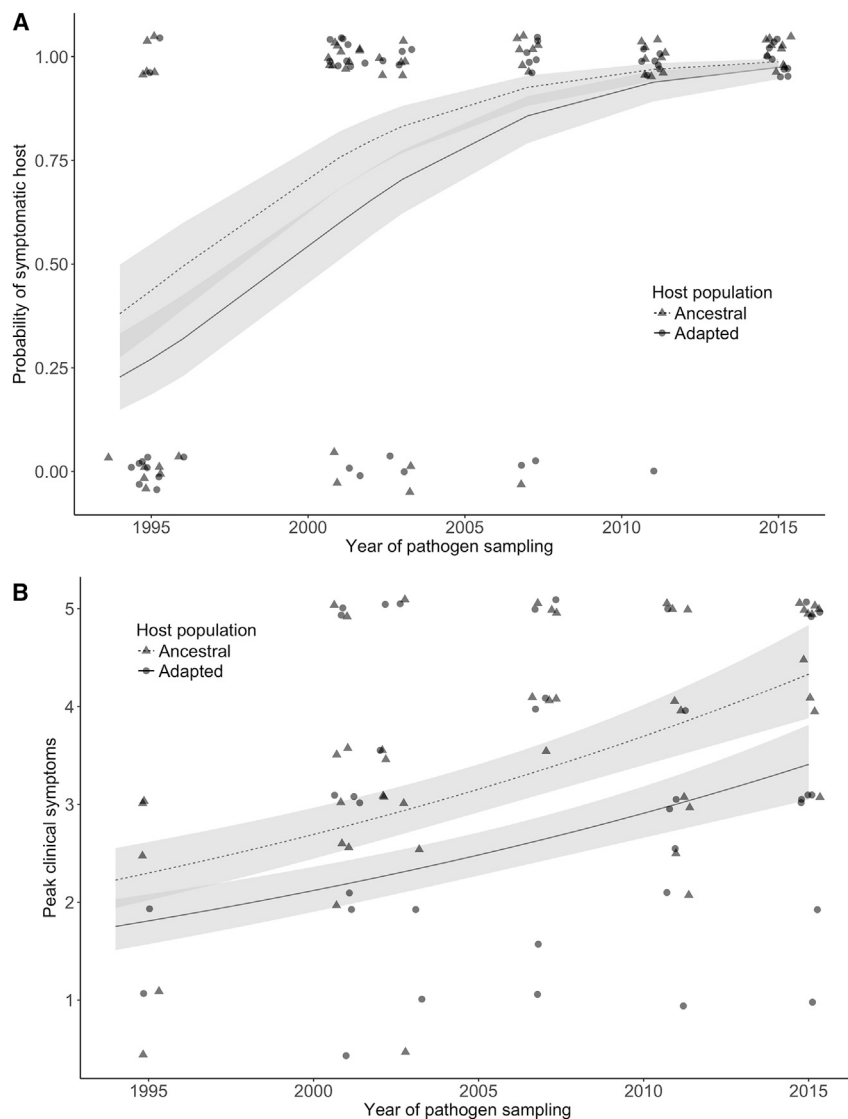 A
Probability of symptomatic host
1.00
0.75
0.50
0.25
0.00
Host population
Ancestral
Adapted
1995
2000
2005
2010
2015
Year of pathogen sampling
B
Peak clinical symptoms
5
4
3
2
1
Host population
Ancestral
Adapted
1995
2000
2005
2010
2015
Year of pathogen sampling